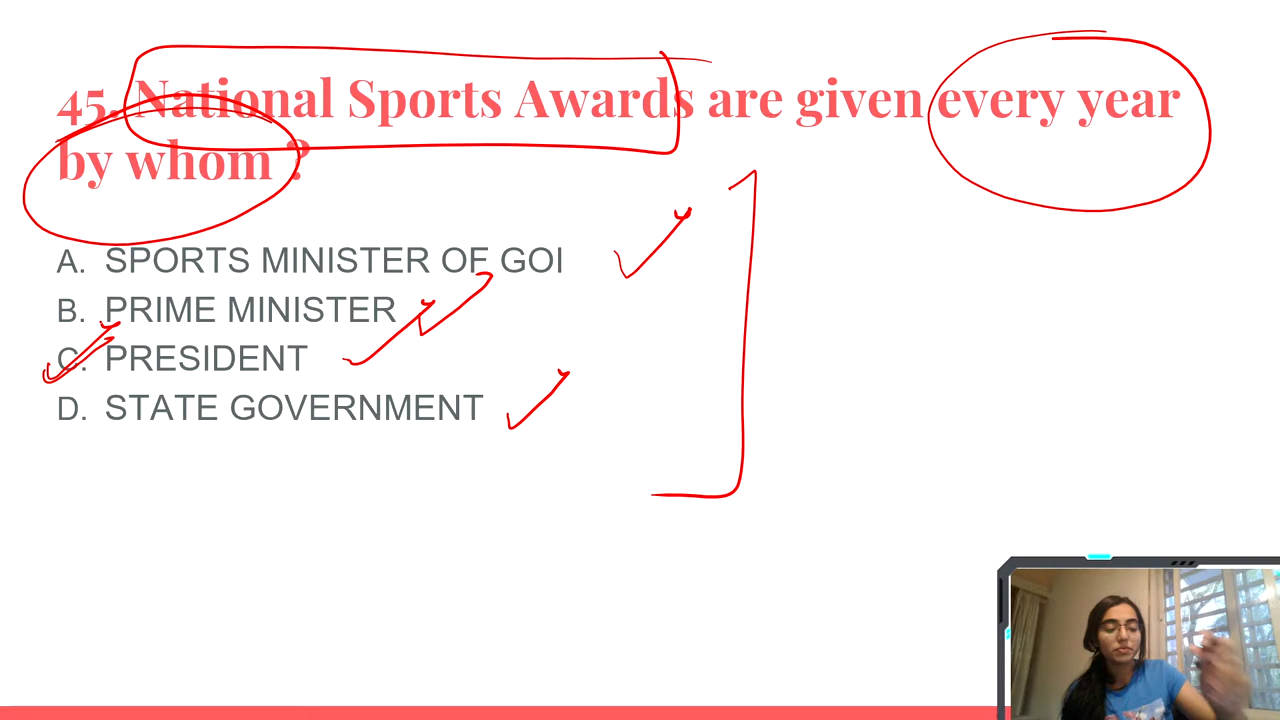 45. National Sports Awards are given every year
by whom ?
A. SPORTS MINISTER OF GOI
B. PRIME MINISTER
C. PRESIDENT
D. STATE GOVERNMENT